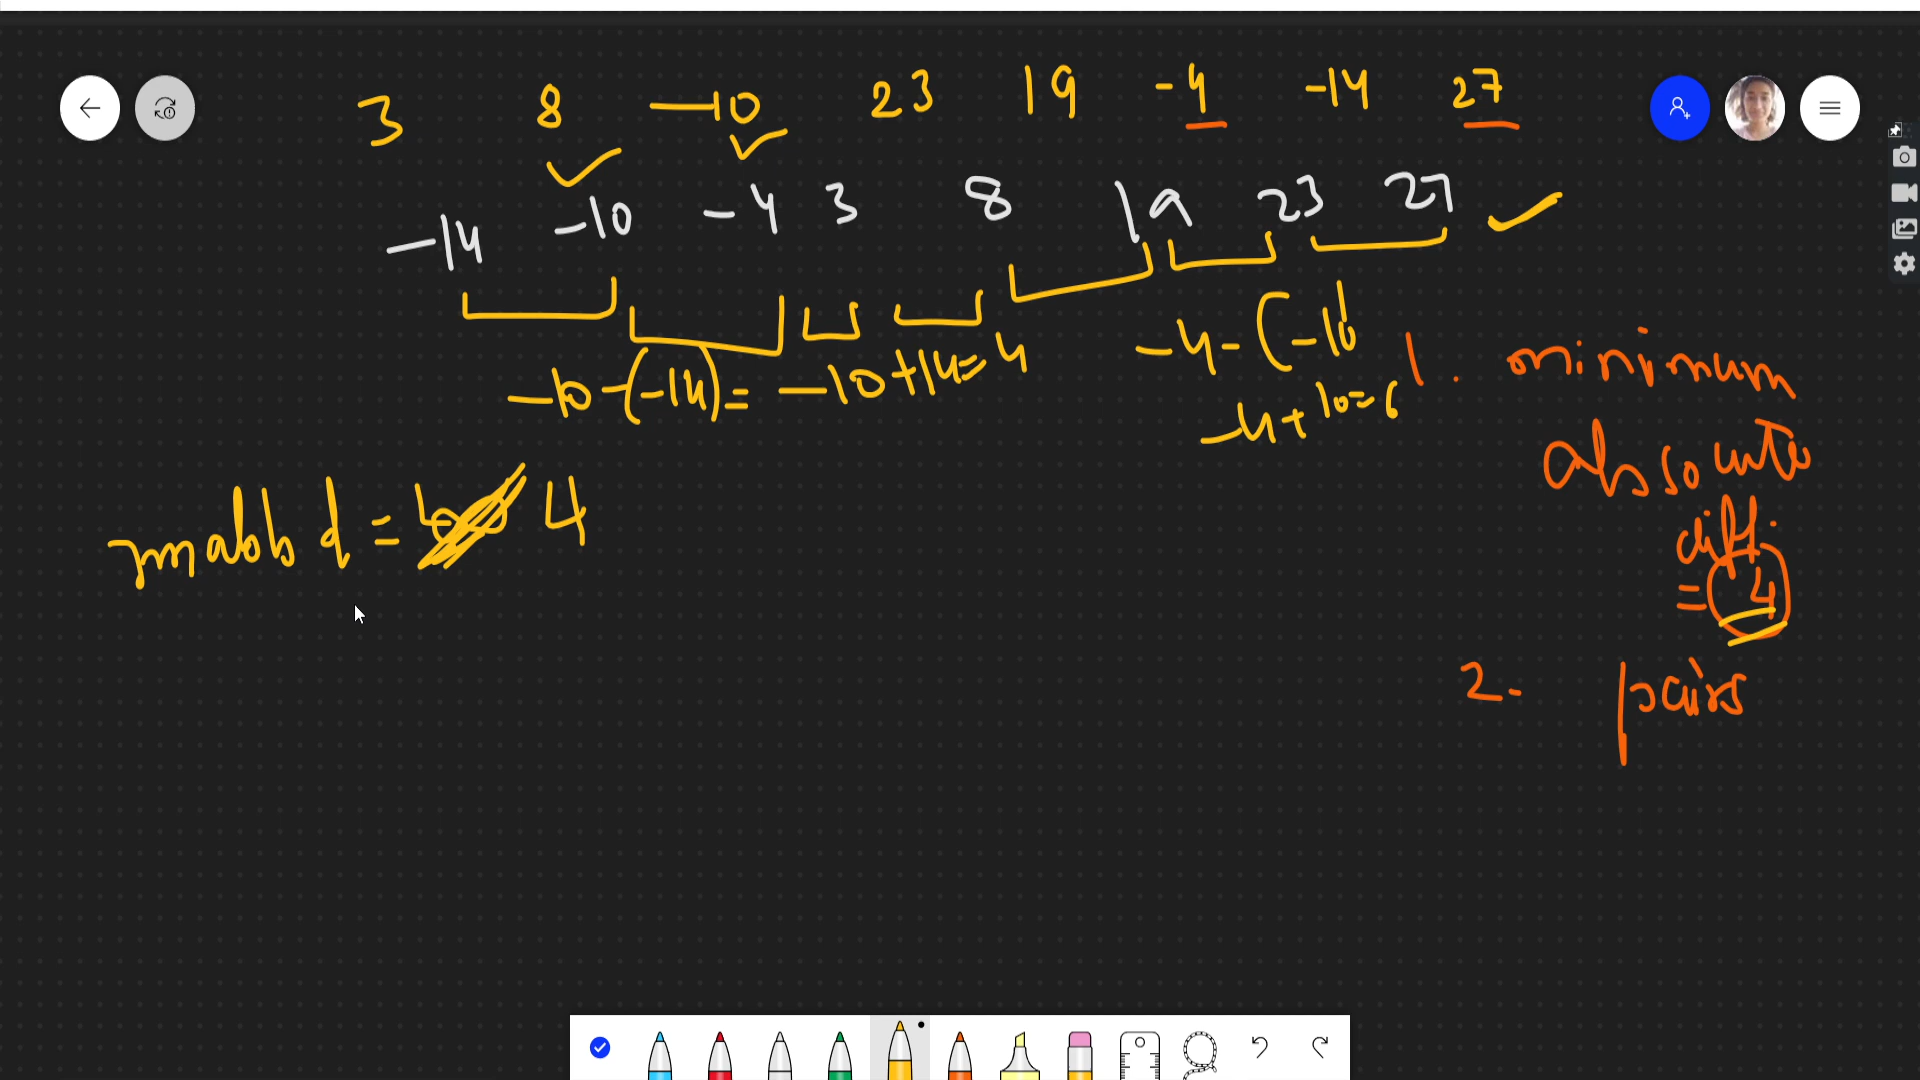 3 8 -10 23 19 -4 -14 27
-14 -10 -4 3 8 19 23 27
-10-(-14)= -10+14=4
-4-(-10
-4+10=6
1. minimum
absolute
diff.
=4
4
2. pairs